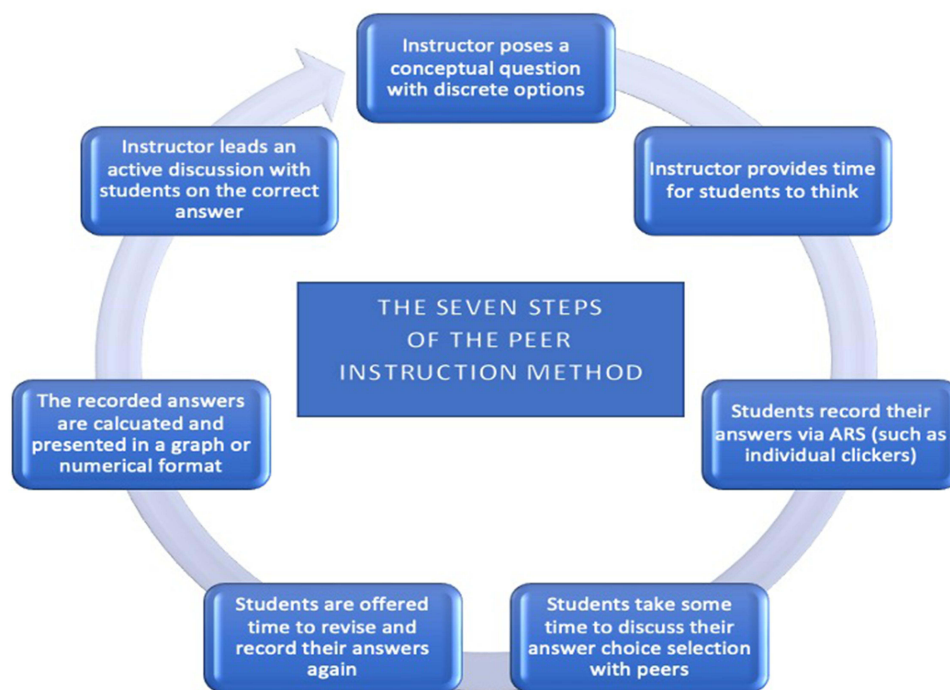 Instructor poses a
conceptual question
with discrete options
Instructor provides time
for students to think
Students record their
answers via ARS (such as
individual clickers)
Students take some
time to discuss their
answer choice selection
with peers
Students are offered
time to revise and
record their answers
again
The recorded answers
are calcuated and
presented in a graph or
numerical format
Instructor leads an
active discussion with
students on the correct
answer
THE SEVEN STEPS
OF THE PEER
INSTRUCTION METHOD